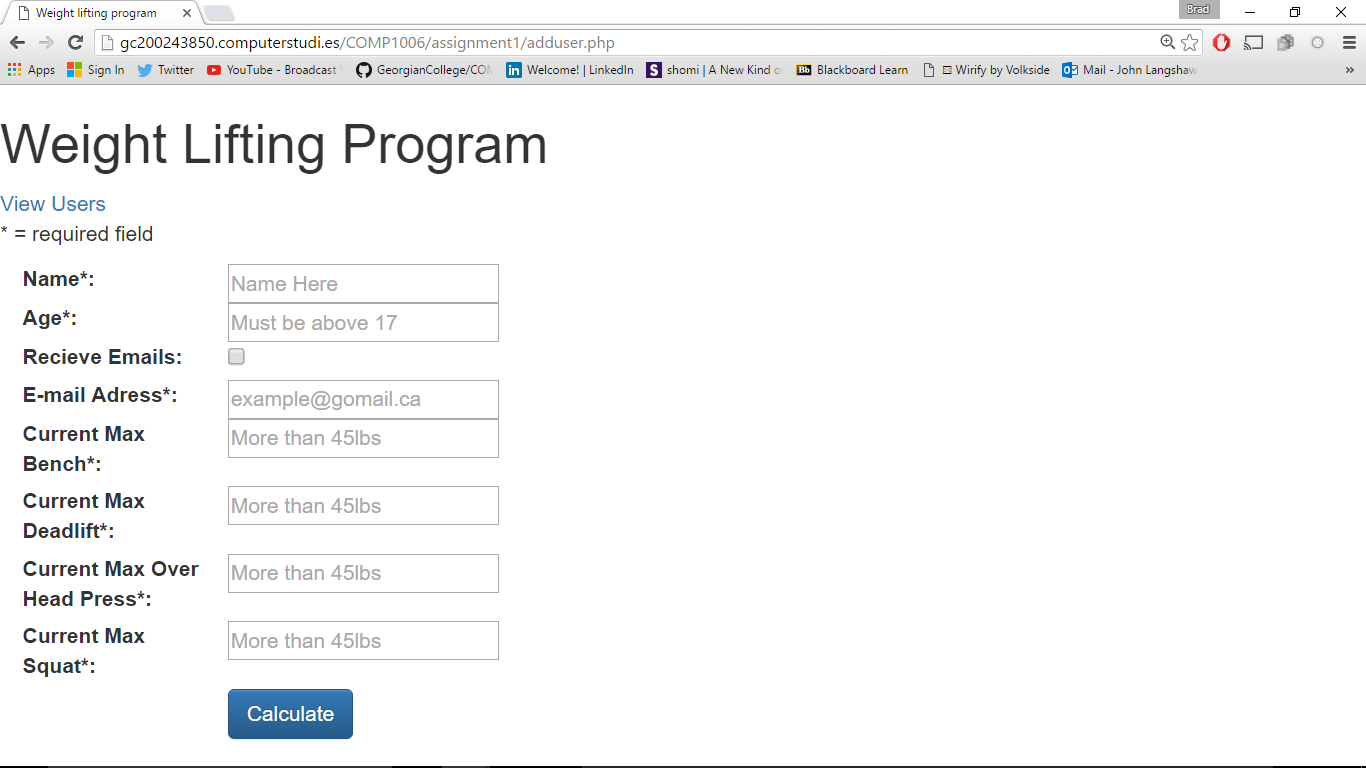 Weight lifting program
Brad
gc200243850.computerstudi.es/COMP1006/assignment1/adduser.php
Apps Sign In Twitter YouTube - Broadcast GeorgianCollege/CO Welcome! | LinkedIn shomi | A New Kind o Bb Blackboard Learn Wirify by Volkside Mail - John Langshaw »
Weight Lifting Program
View Users
* = required field
Name*: Name Here
Age*: Must be above 17
Recieve Emails:
E-mail Adress*: example@gomail.ca
Current Max
Bench*: More than 45lbs
Current Max
Deadlift*: More than 45lbs
Current Max Over
Head Press*: More than 45lbs
Current Max
Squat*: More than 45lbs
Calculate